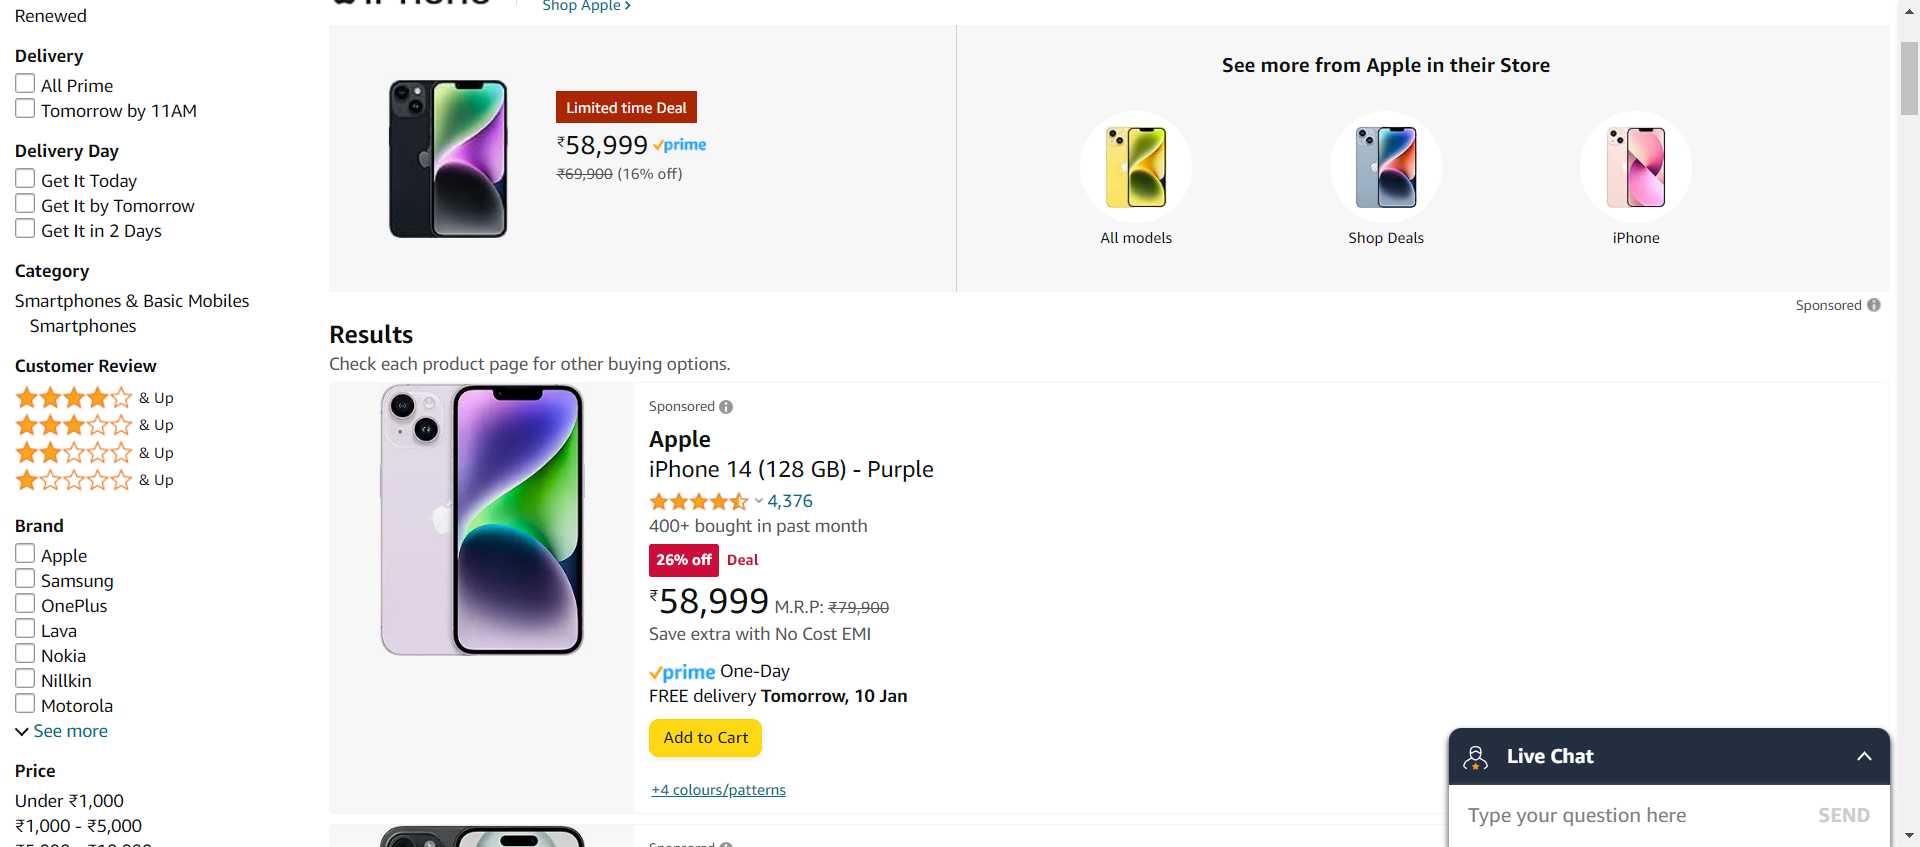 Renewed
Delivery
All Prime
Tomorrow by 11AM
Delivery Day
Get It Today
Get It by Tomorrow
Get It in 2 Days
Category
Smartphones & Basic Mobiles
Smartphones
Customer Review
& Up
& Up
& Up
& Up
Brand
Apple
Samsung
OnePlus
Lava
Nokia
Nillkin
Motorola
See more
Price
Under ₹1,000
₹1,000 - ₹5,000
Shop Apple ›
Limited time Deal
₹58,999 prime
₹69,900 (16% off)
See more from Apple in their Store
All models
Shop Deals
iPhone
Sponsored
Results
Check each product page for other buying options.
Sponsored
Apple
iPhone 14 (128 GB) - Purple
4,376
400+ bought in past month
26% off Deal
₹58,999 M.R.P: ₹79,900
Save extra with No Cost EMI
prime One-Day
FREE delivery Tomorrow, 10 Jan
Add to Cart
+4 colours/patterns
Live Chat
Type your question here
SEND